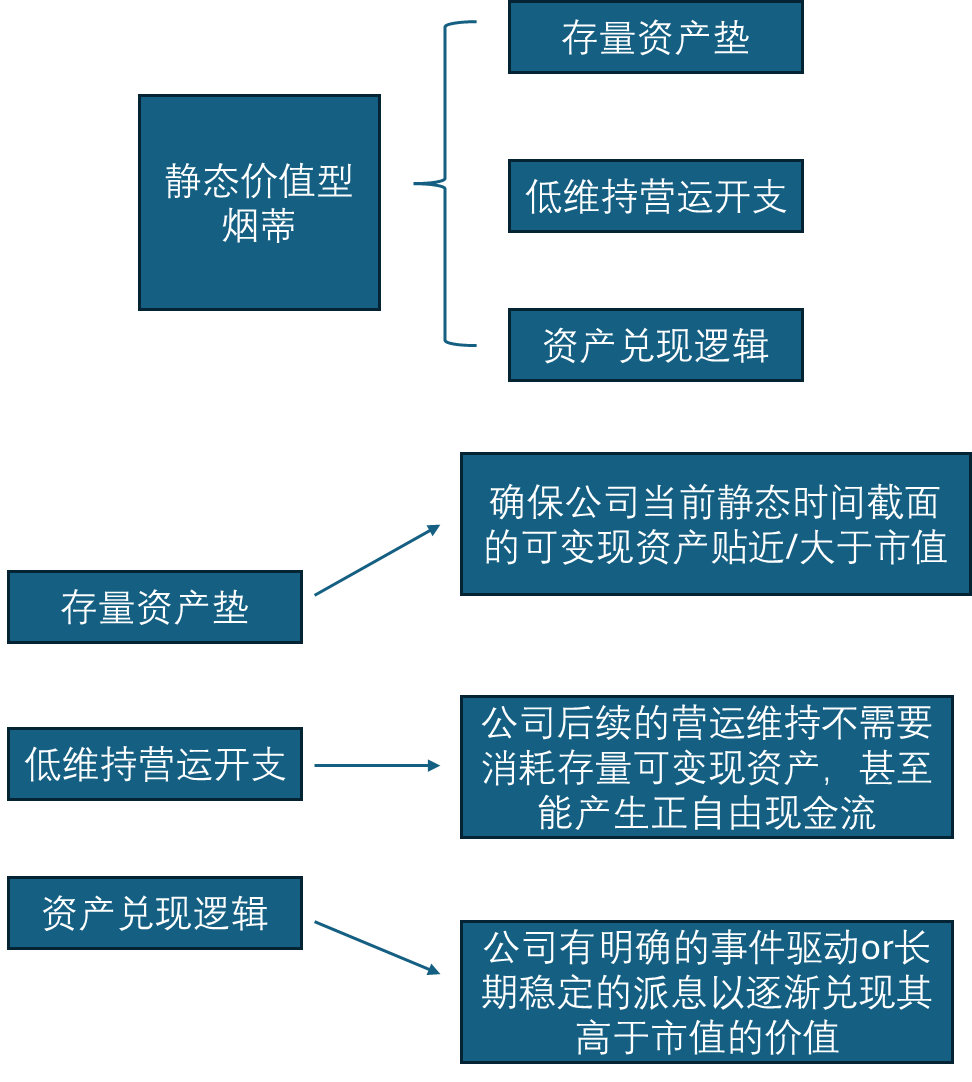 存量资产垫
静态价值型
烟蒂
低维持营运开支
资产兑现逻辑
确保公司当前静态时间截面
的可变现资产贴近/大于市值
存量资产垫
公司后续的营运维持不需要
消耗存量可变现资产，甚至
能产生正自由现金流
低维持营运开支
资产兑现逻辑
公司有明确的事件驱动or长
期稳定的派息以逐渐兑现其
高于市值的价值